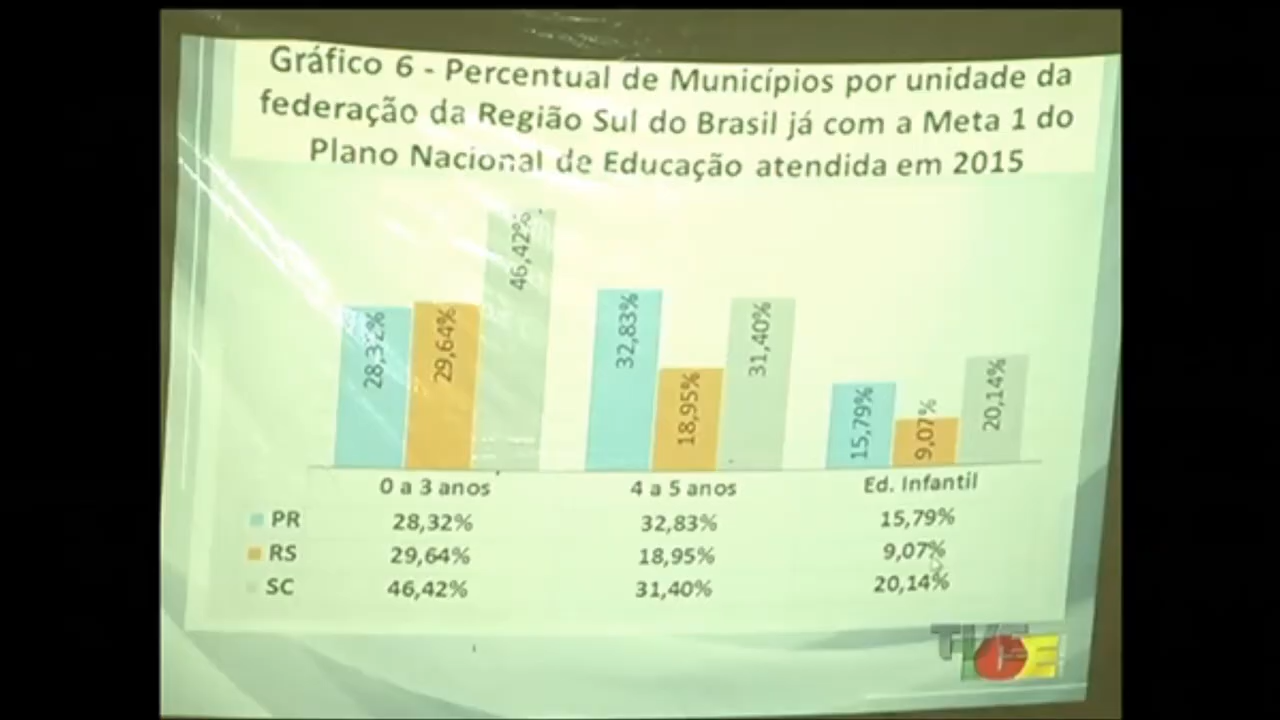 Gráfico 6 - Percentual de Municípios por unidade da
federação da Região Sul do Brasil já com a Meta 1 do
Plano Nacional de Educação atendida em 2015
28,32% 29,64% 46,42% 32,83% 18,95% 31,40% 15,79% 9,07% 20,14%
0 a 3 anos 4 a 5 anos Ed. Infantil
PR 28,32% 32,83% 15,79%
RS 29,64% 18,95% 9,07%
SC 46,42% 31,40% 20,14%